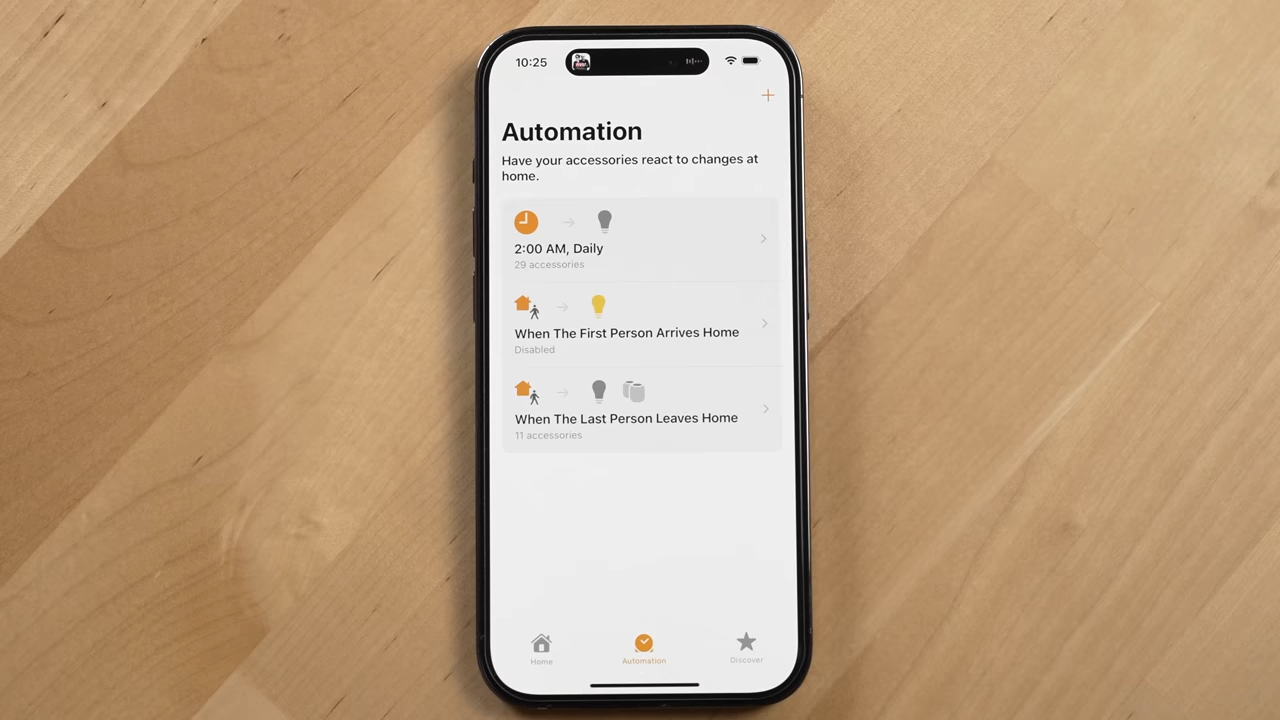 10:25
Automation
Have your accessories react to changes at
home.
2:00 AM, Daily
29 accessories
When The First Person Arrives Home
Disabled
When The Last Person Leaves Home
11 accessories
Home
Automation
Discover